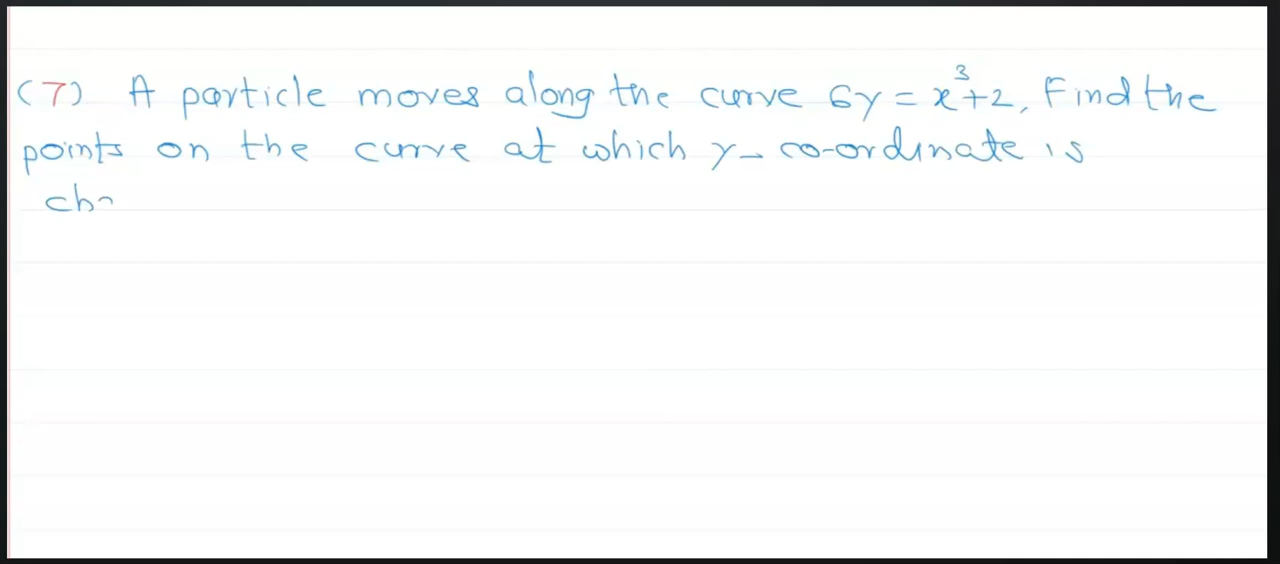 (7) A particle moves along the curve 6y = x³+2, Find the
points on the curve at which y- co-ordinate is